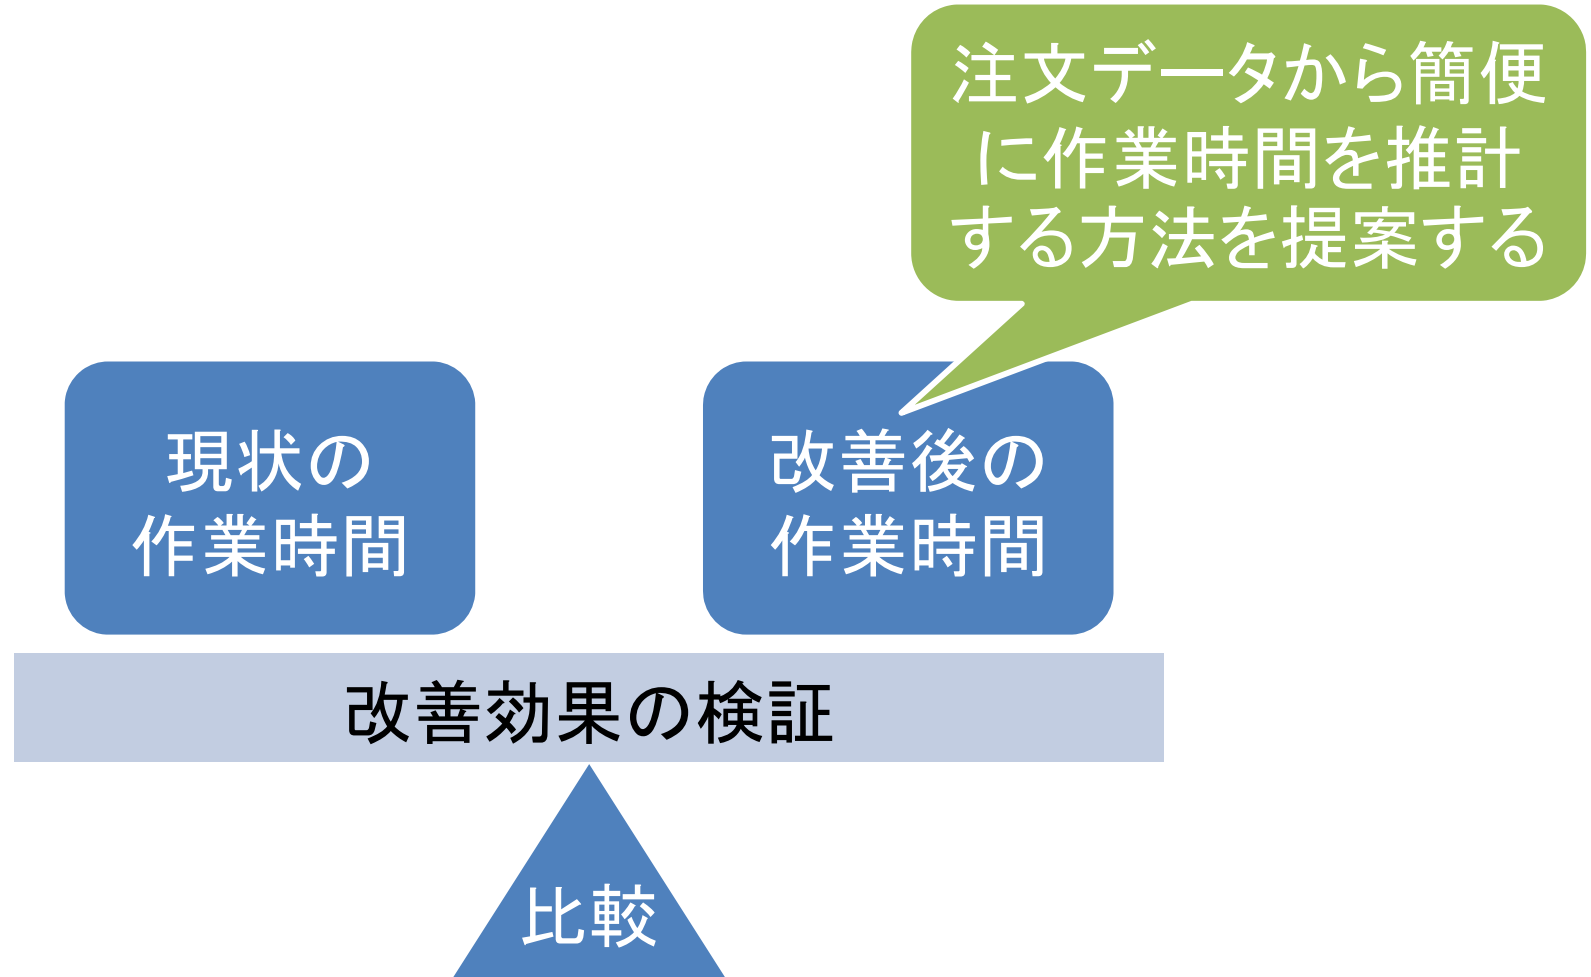 注文データから簡便
に作業時間を推計
する方法を提案する
現状の
作業時間
改善後の
作業時間
改善効果の検証
比較